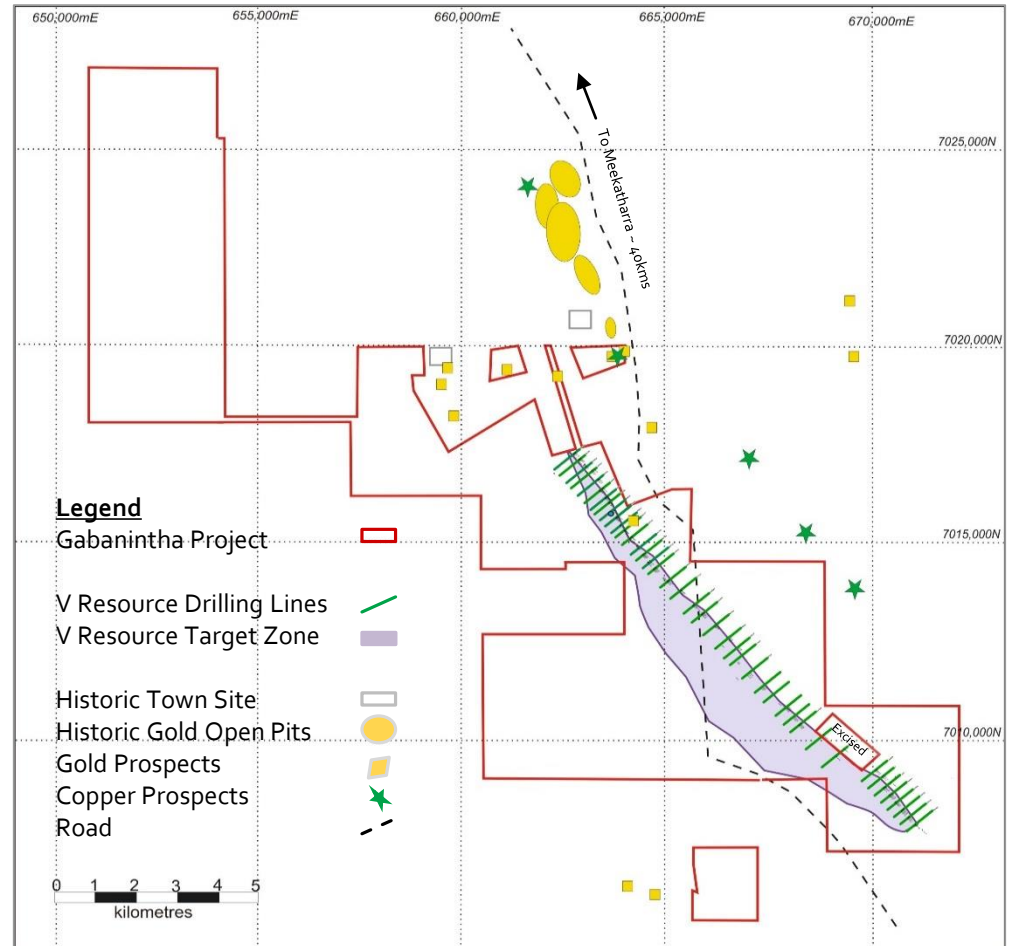 650,000mE
655,000mE
660,000mE
665,000mE
670,000mE
To Meekatharra ~ 40kms
7025,000N
7020,000N
7015,000N
7010,000N
Excised
Legend
Gabanintha Project
V Resource Drilling Lines
V Resource Target Zone
Historic Town Site
Historic Gold Open Pits
Gold Prospects
Copper Prospects
Road
0 1 2 3 4 5
kilometres